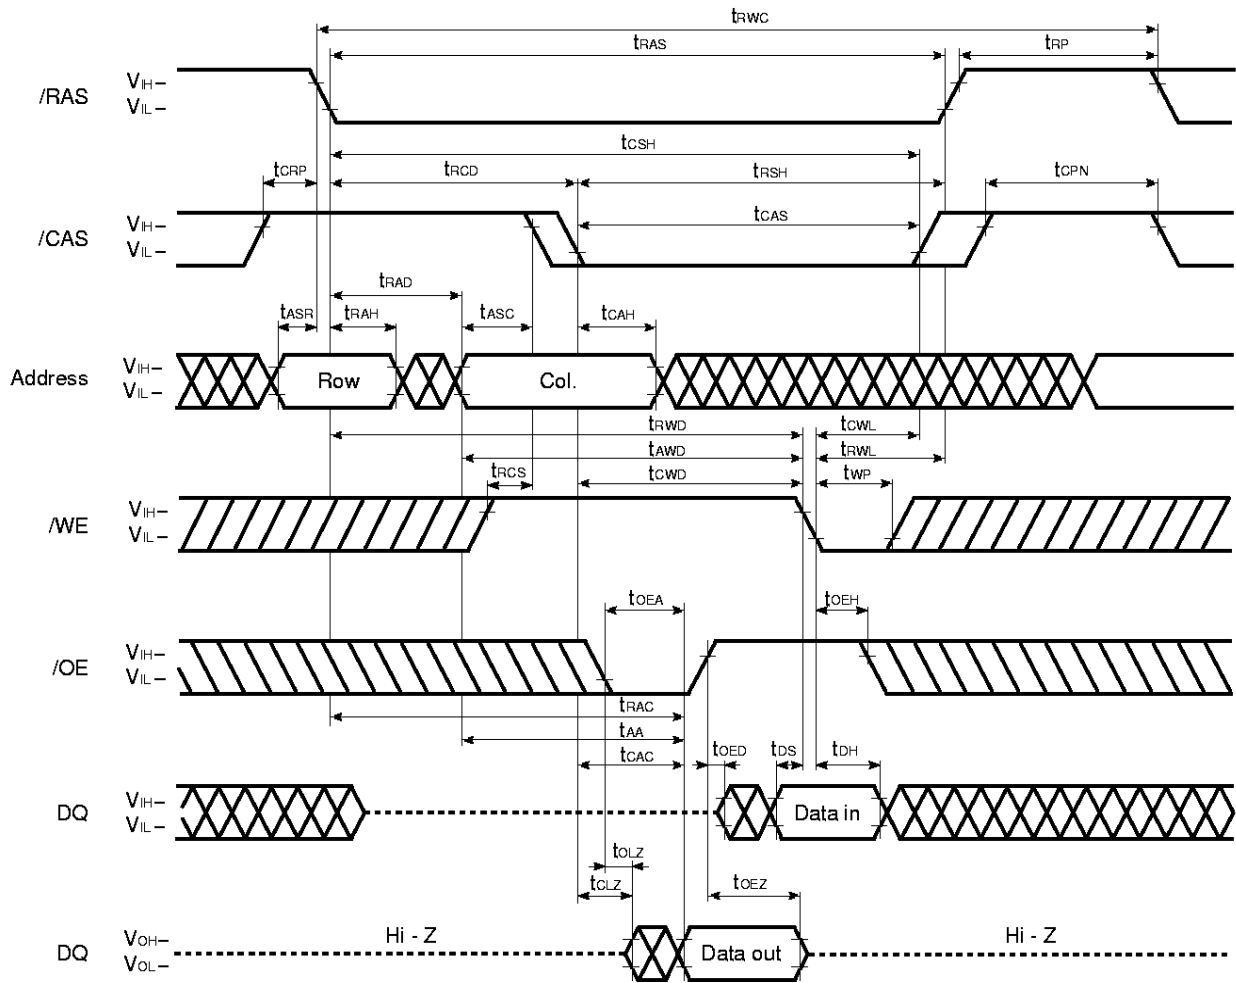 tRWC
tRAS tRP
/RAS VIH–
VIL–
tCSH
tCRP tRCD tRSH tCPN
tCAS
/CAS VIH–
VIL–
tRAD
tASR tRAH tASC tCAH
Address VIH–
VIL–
Row Col.
tRWD tCWL
tAWD tRWL
tRCS tCWD tWP
/WE VIH–
VIL–
tOEA tOEH
/OE VIH–
VIL–
tRAC
tAA
tCAC tOED tDS tDH
DQ VIH–
VIL–
Data in
tOLZ
tCLZ tOEZ
Hi - Z Hi - Z
DQ VOH–
VOL–
Data out